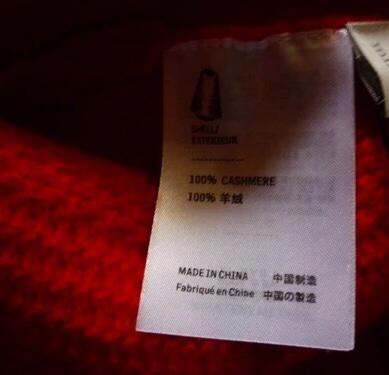 SHELL/
EXTERIEUR
100% CASHMERE
100% 羊绒
MADE IN CHINA 中国制造
Fabriqué en Chine 中国の製造